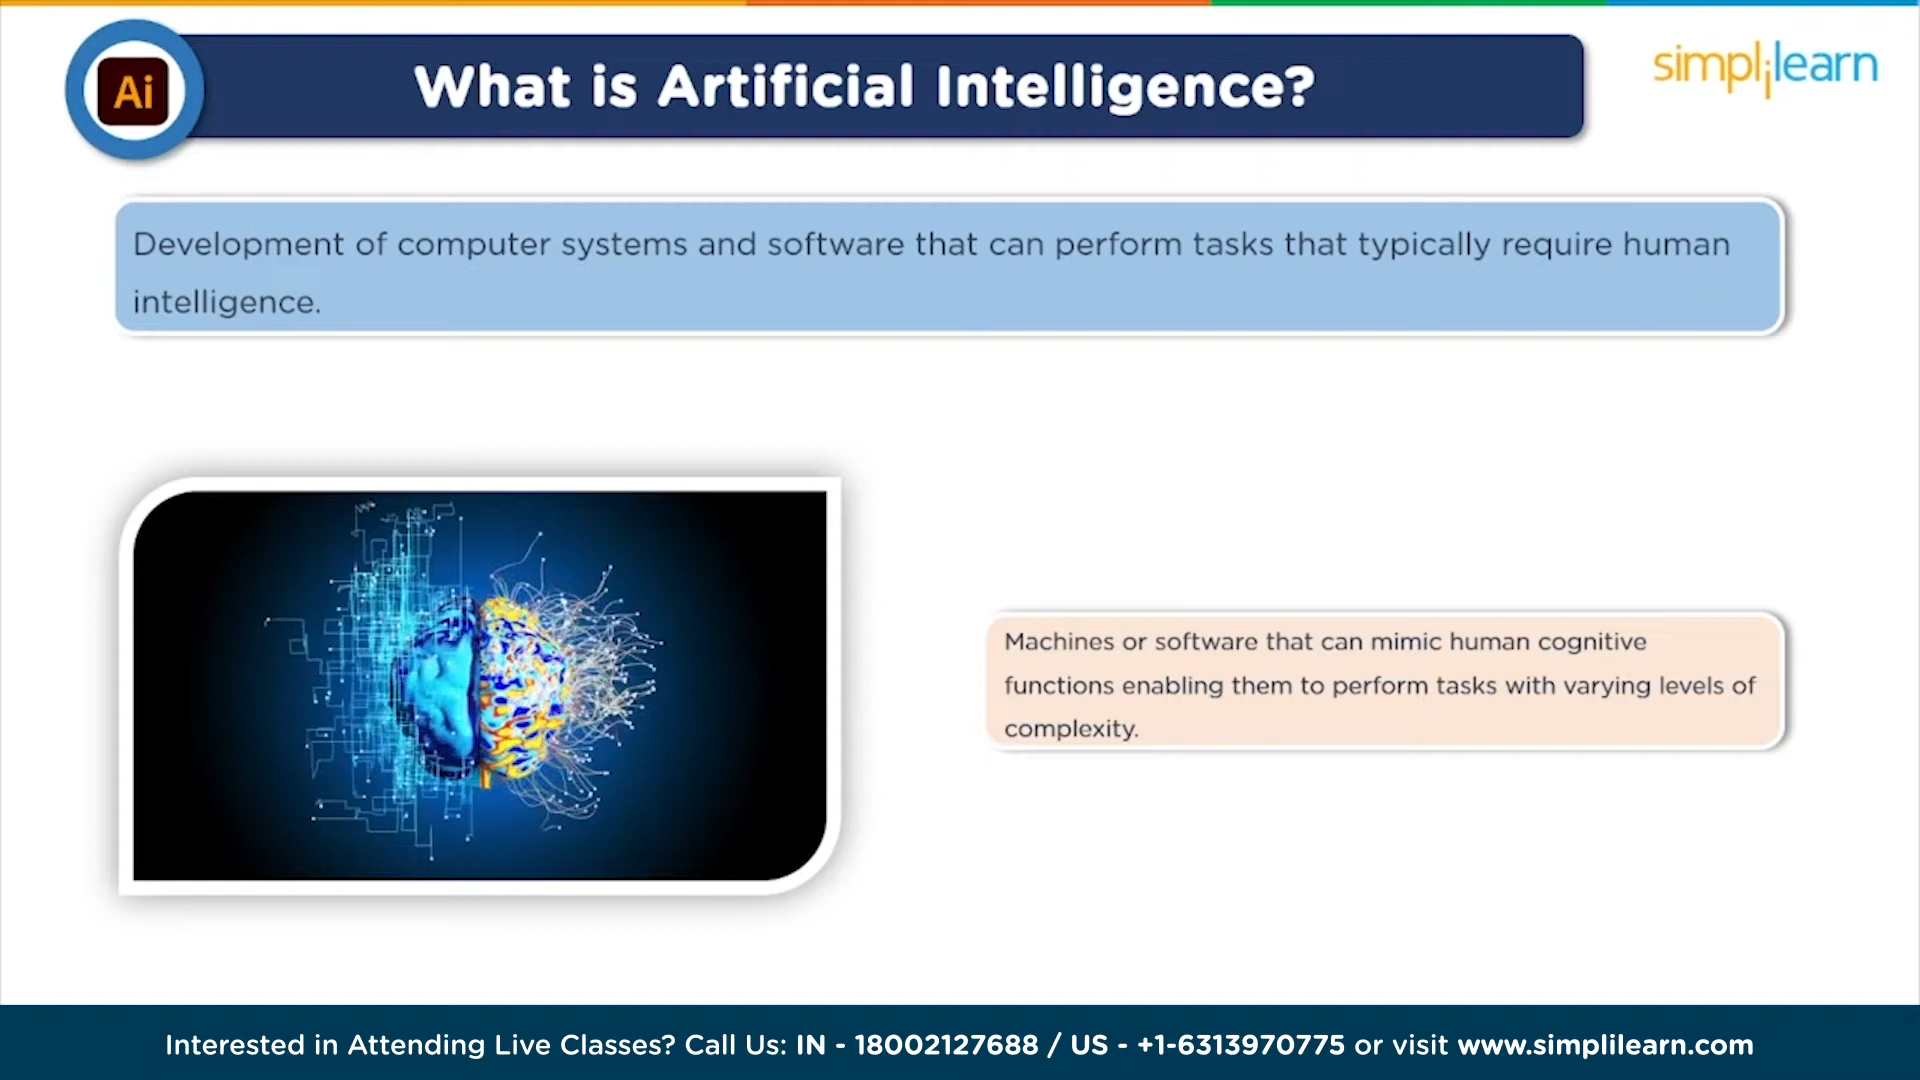 Ai
What is Artificial Intelligence?
simplilearn
Development of computer systems and software that can perform tasks that typically require human
intelligence.
Machines or software that can mimic human cognitive
functions enabling them to perform tasks with varying levels of
complexity.
Interested in Attending Live Classes? Call Us: IN - 18002127688 / US - +1-6313970775 or visit www.simplilearn.com